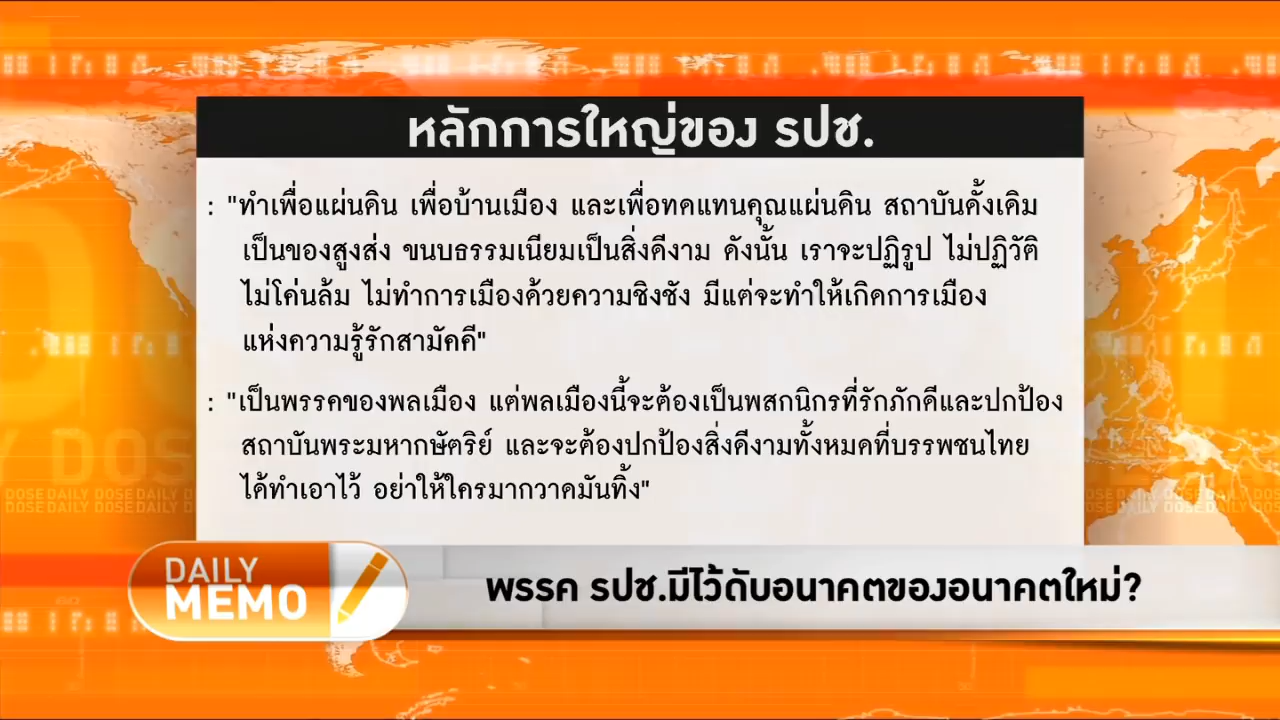 หลักการใหญ่ของ รปช.
: "ทำเพื่อแผ่นดิน เพื่อบ้านเมือง และเพื่อทดแทนคุณแผ่นดิน สถาบันดั้งเดิม
เป็นของสูงส่ง ขนบธรรมเนียมเป็นสิ่งดีงาม ดังนั้น เราจะปฏิรูป ไม่ปฏิวัติ
ไม่โค่นล้ม ไม่ทำการเมืองด้วยความชิงชัง มีแต่จะทำให้เกิดการเมือง
แห่งความรู้รักสามัคคี"
: "เป็นพรรคของพลเมือง แต่พลเมืองนี้จะต้องเป็นพสกนิกรที่รักภักดีและปกป้อง
สถาบันพระมหากษัตริย์ และจะต้องปกป้องสิ่งดีงามทั้งหมดที่บรรพชนไทย
ได้ทำเอาไว้ อย่าให้ใครมากวาดมันทิ้ง"
DAILY
MEMO
พรรค รปช.มีไว้ดับอนาคตของอนาคตใหม่?